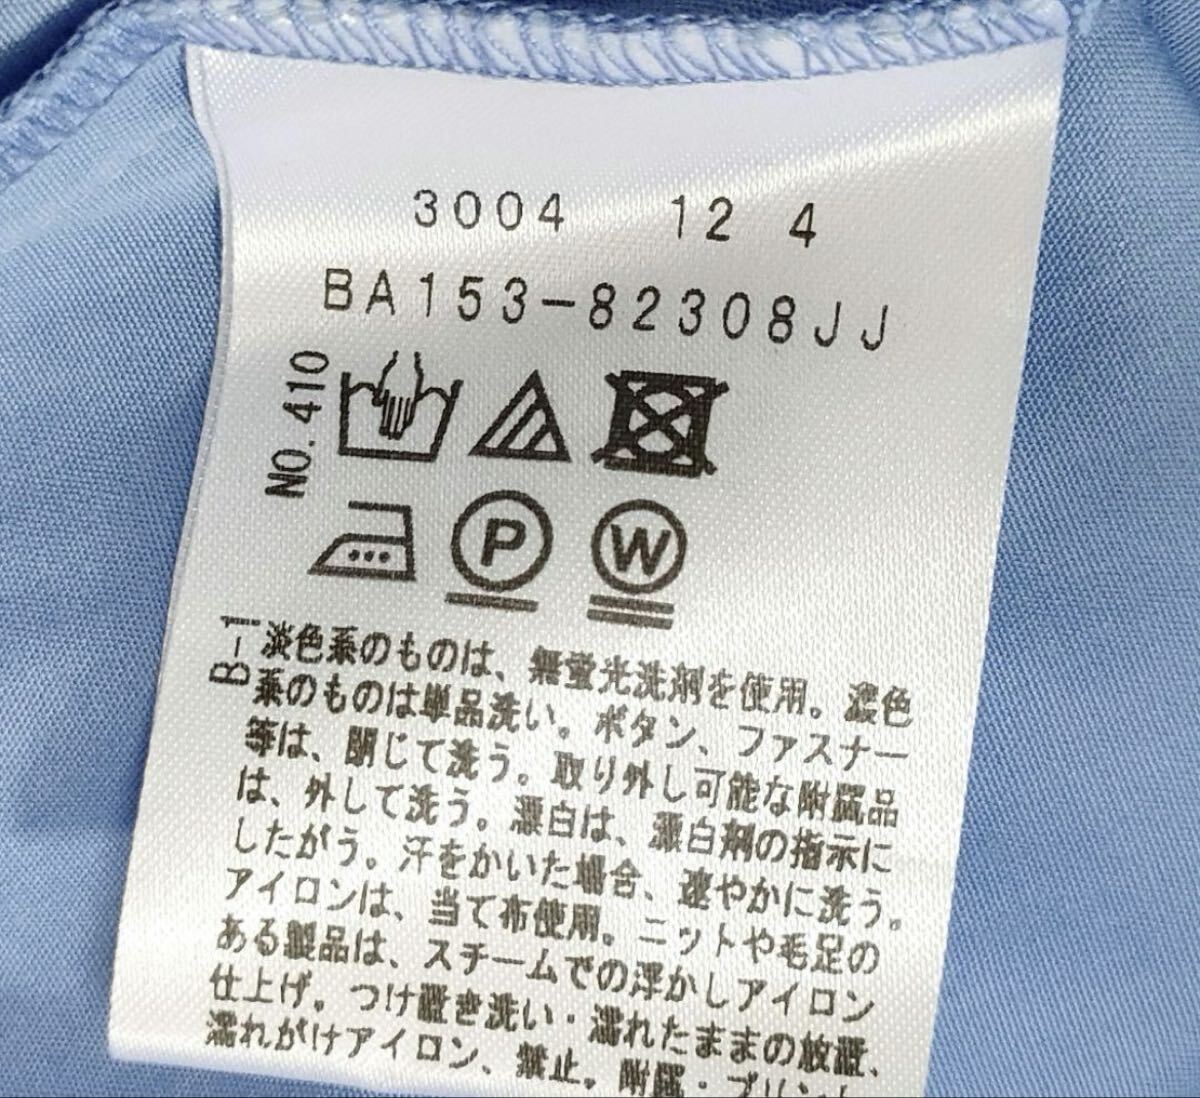 3004 12 4
BA153-82308JJ
NO.410
P W
B-1
淡色系のものは、無蛍光洗剤を使用。濃色
系のものは単品洗い。ボタン、ファスナー
等は、閉じて洗う。取り外し可能な附属品
は、外して洗う。漂白は、漂白剤の指示に
したがう。汗をかいた場合、速やかに洗う。
アイロンは、当て布使用。ニットや毛足の
ある製品は、スチームでの浮かしアイロン
仕上げ。つけ置き洗い・濡れたままの放置、
濡れがけアイロン、禁止。附属・プリント